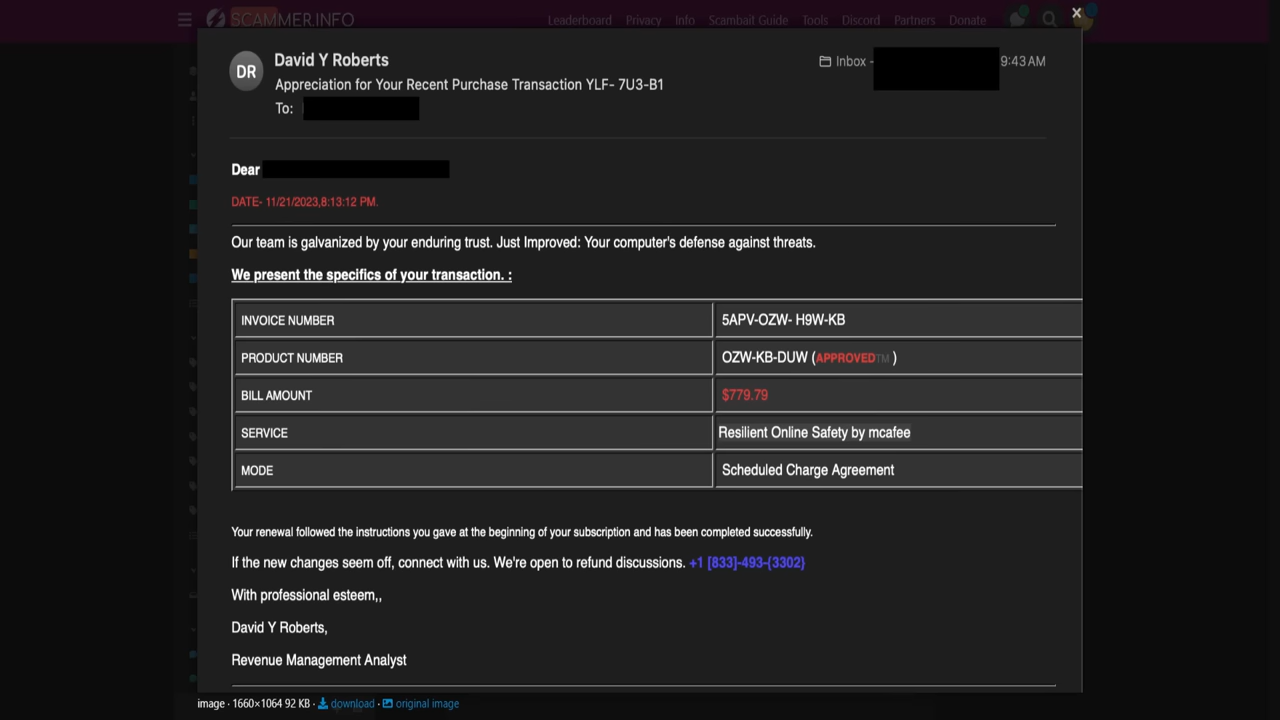 SCAMMER.INFO
Leaderboard Privacy Info Scambait Guide Tools Discord Partners Donate
×
DR
David Y Roberts
Inbox -
9:43 AM
Appreciation for Your Recent Purchase Transaction YLF- 7U3-B1
To:
Dear
DATE- 11/21/2023,8:13:12 PM.
Our team is galvanized by your enduring trust. Just Improved: Your computer's defense against threats.
We present the specifics of your transaction. :
INVOICE NUMBER 5APV-OZW- H9W-KB
PRODUCT NUMBER OZW-KB-DUW (APPROVED™ )
BILL AMOUNT $779.79
SERVICE Resilient Online Safety by mcafee
MODE Scheduled Charge Agreement
Your renewal followed the instructions you gave at the beginning of your subscription and has been completed successfully.
If the new changes seem off, connect with us. We're open to refund discussions. +1 [833]-493-(3302)
With professional esteem,,
David Y Roberts,
Revenue Management Analyst
image · 1660×1064 92 KB · download · original image